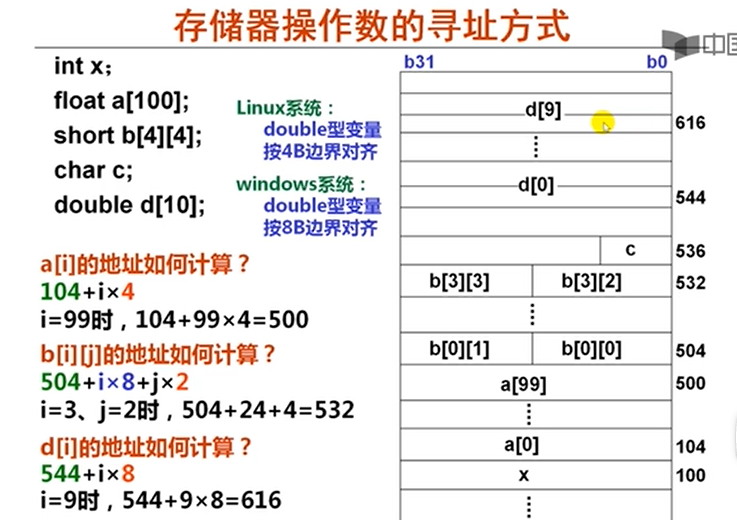 存储器操作数的寻址方式
中国
int x;
float a[100];
short b[4][4];
char c;
double d[10];
Linux系统：
double型变量
按4B边界对齐
windows系统：
double型变量
按8B边界对齐
a[i]的地址如何计算？
104+i×4
i=99时，104+99×4=500
b[i][j]的地址如何计算？
504+i×8+j×2
i=3、j=2时，504+24+4=532
d[i]的地址如何计算？
544+i×8
i=9时，544+9×8=616
b31 b0
d[9] 616
d[0] 544
c 536
b[3][3] b[3][2] 532
b[0][1] b[0][0] 504
a[99] 500
a[0] 104
x 100